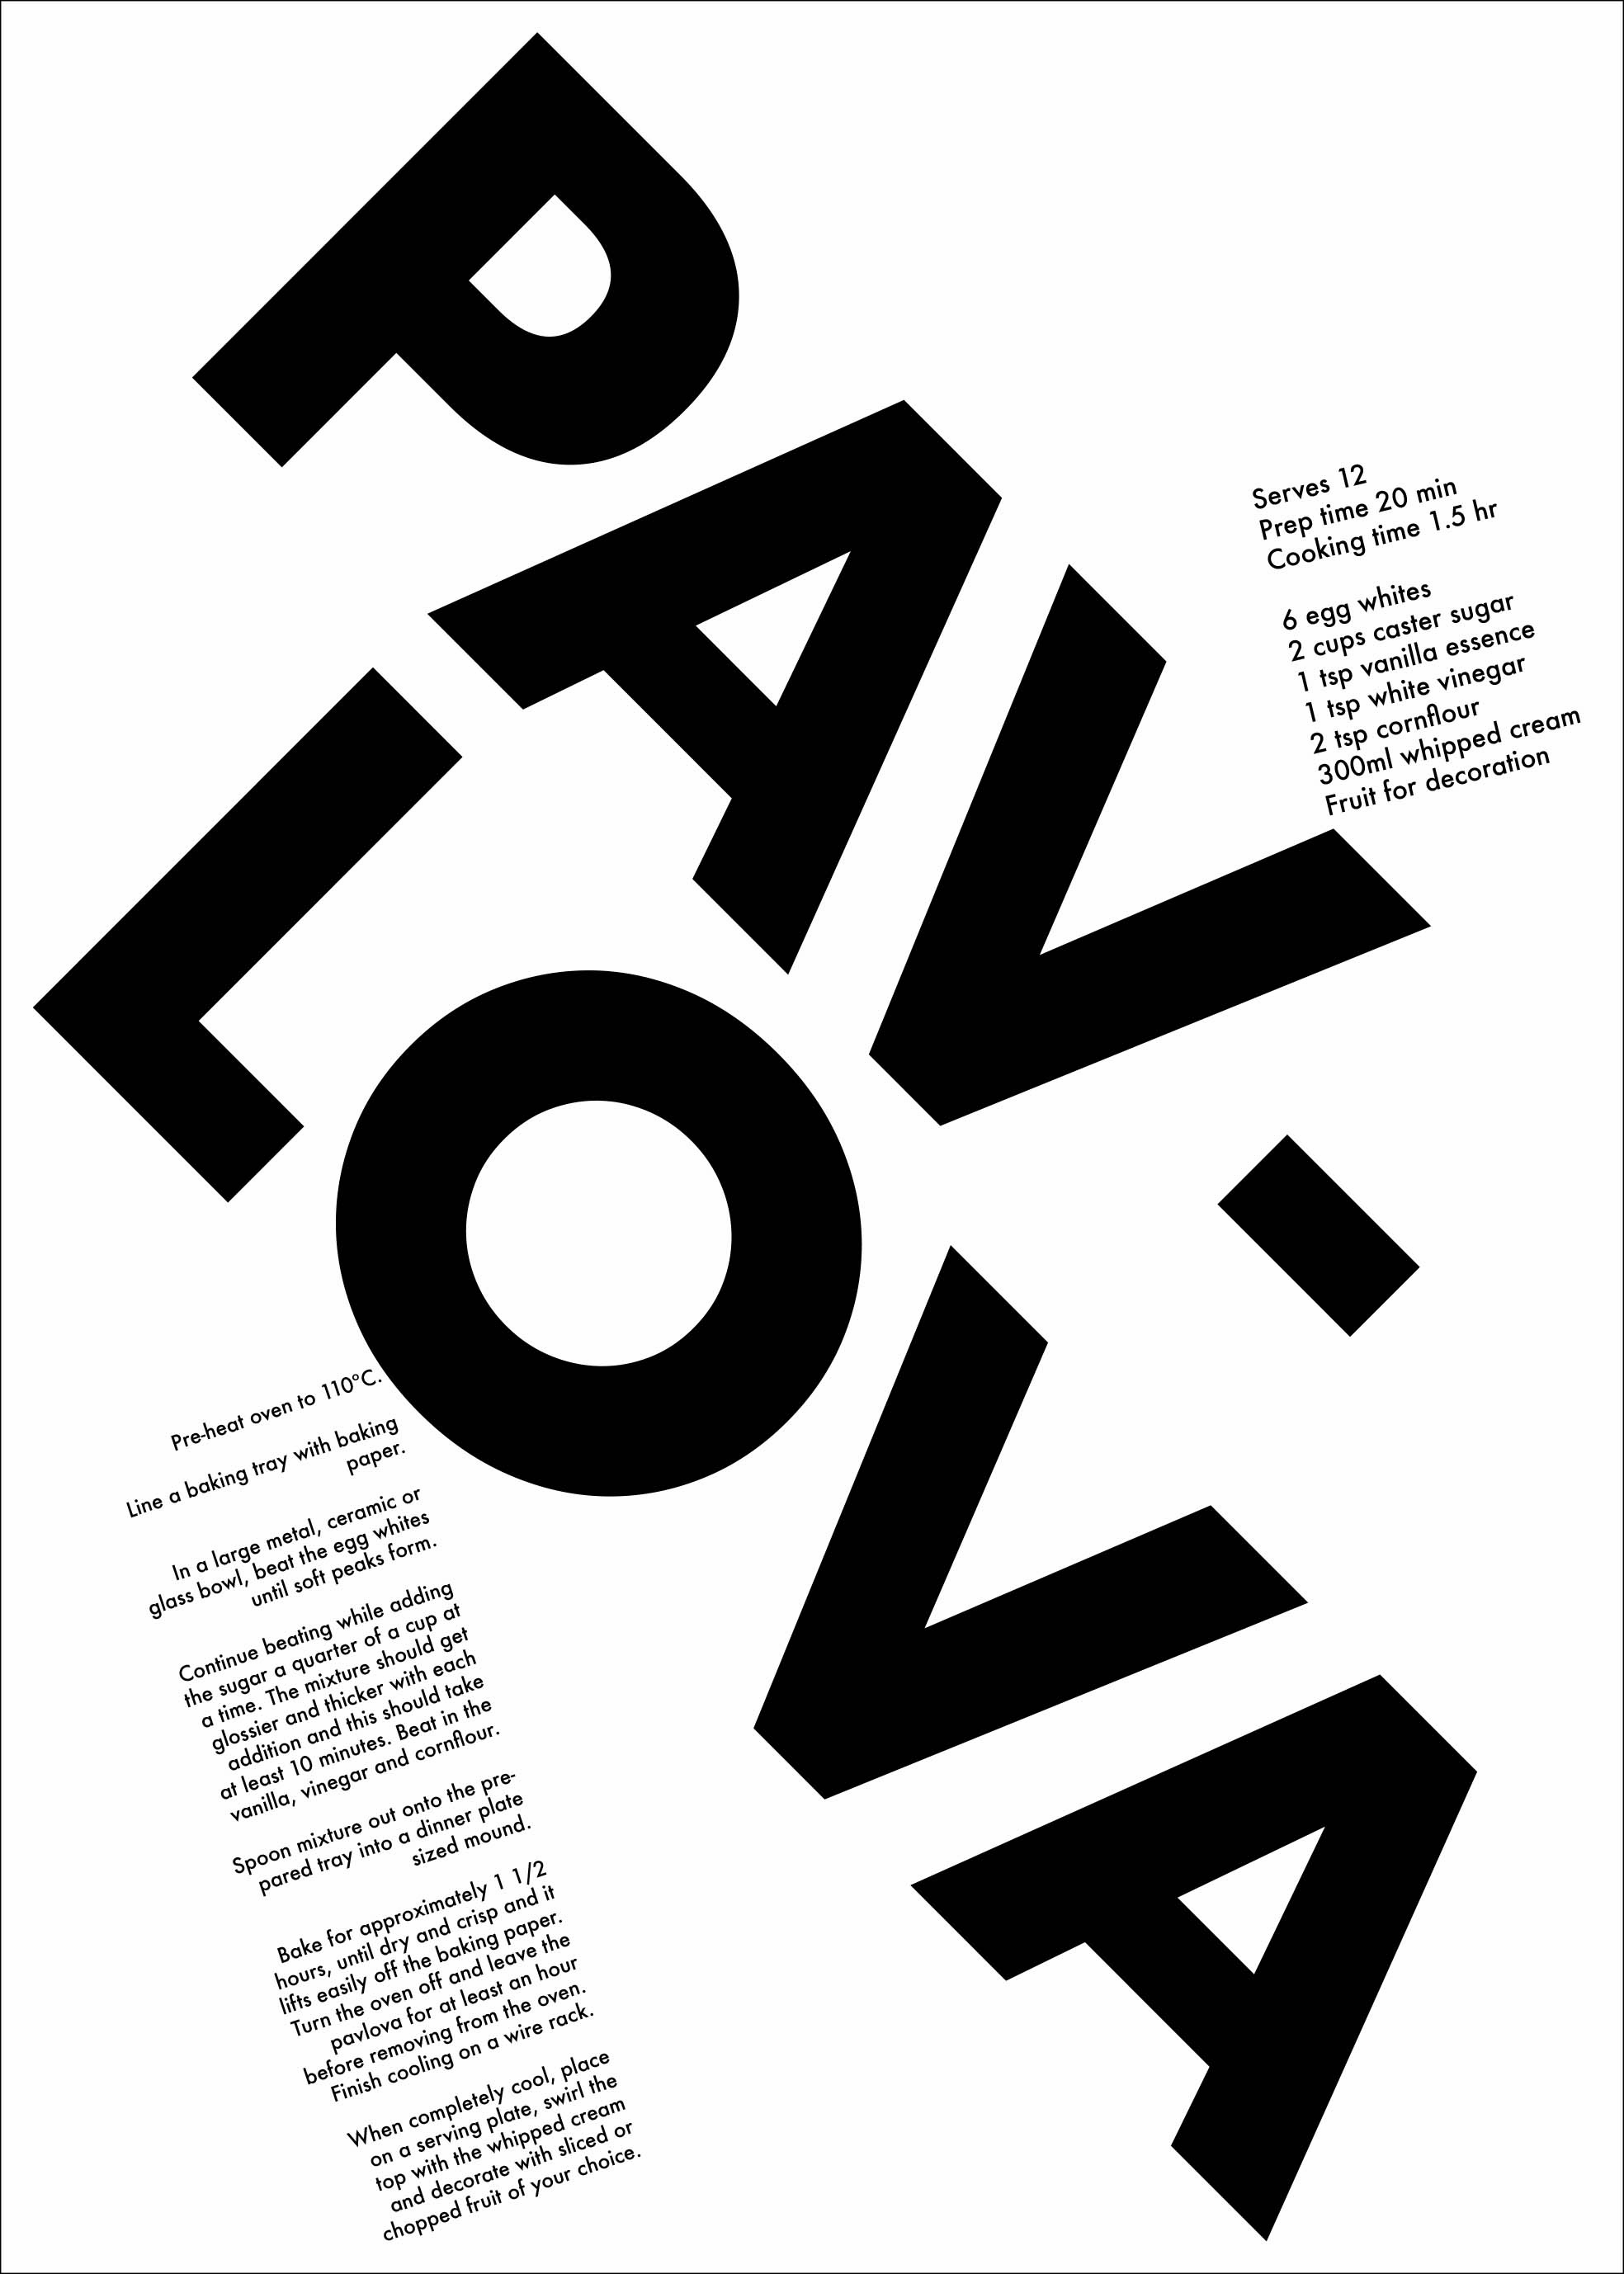 PAV-
LOVA
Serves 12
Prep time 20 min
Cooking time 1.5 hr
6 egg whites
2 cups caster sugar
1 tsp vanilla essence
1 tsp white vinegar
2 tsp cornflour
300ml whipped cream
Fruit for decoration
Pre-heat oven to 110°C.
Line a baking tray with baking
paper.
In a large metal, ceramic or
glass bowl, beat the egg whites
until soft peaks form.
Continue beating while adding
the sugar a quarter of a cup at
a time. The mixture should get
glossier and thicker with each
addition and this should take
at least 10 minutes. Beat in the
vanilla, vinegar and cornflour.
Spoon mixture out onto the pre-
pared tray into a dinner plate
sized mound.
Bake for approximately 1 1/2
hours, until dry and crisp and it
lifts easily off the baking paper.
Turn the oven off and leave the
pavlova for at least an hour
before removing from the oven.
Finish cooling on a wire rack.
When completely cool, place
on a serving plate, swirl the
top with the whipped cream
and decorate with sliced or
chopped fruit of your choice.